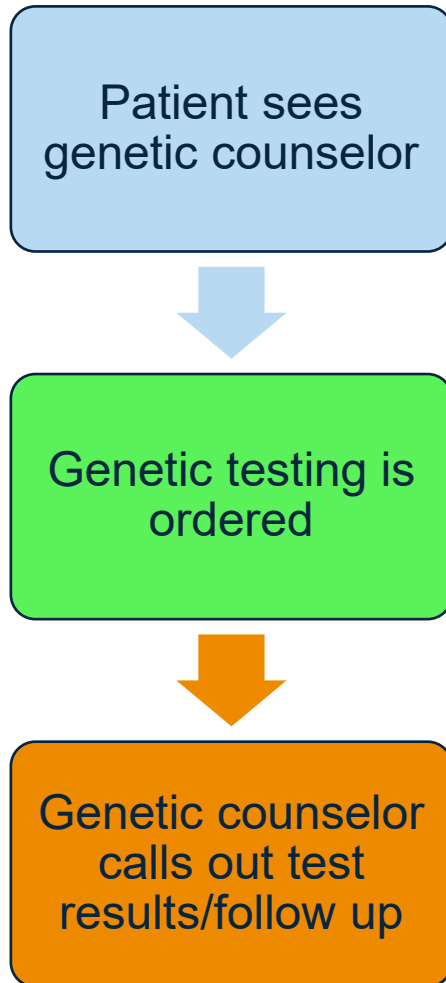 Patient sees
genetic counselor
Genetic testing is
ordered
Genetic counselor
calls out test
results/follow up